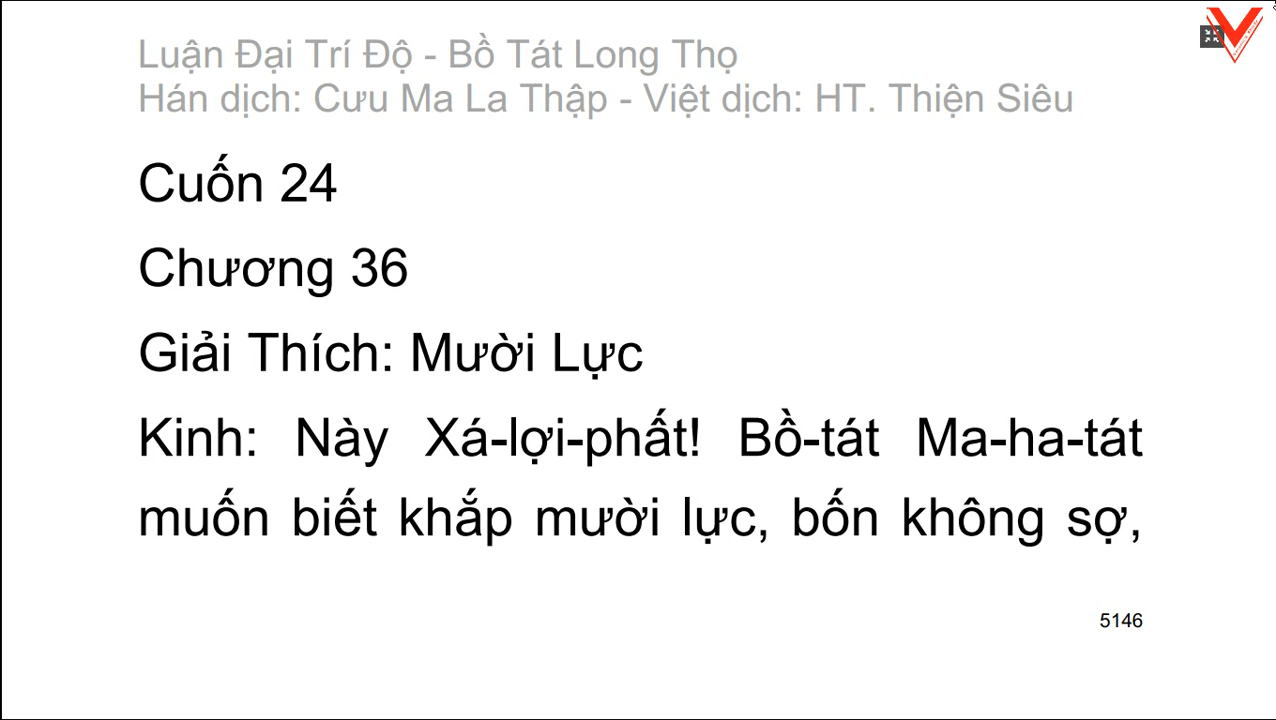 Luận Đại Trí Độ - Bồ Tát Long Thọ
Hán dịch: Cưu Ma La Thập - Việt dịch: HT. Thiện Siêu
Cuốn 24
Chương 36
Giải Thích: Mười Lực
Kinh: Này Xá-lợi-phất! Bồ-tát Ma-ha-tát
muốn biết khắp mười lực, bốn không sợ,
5146